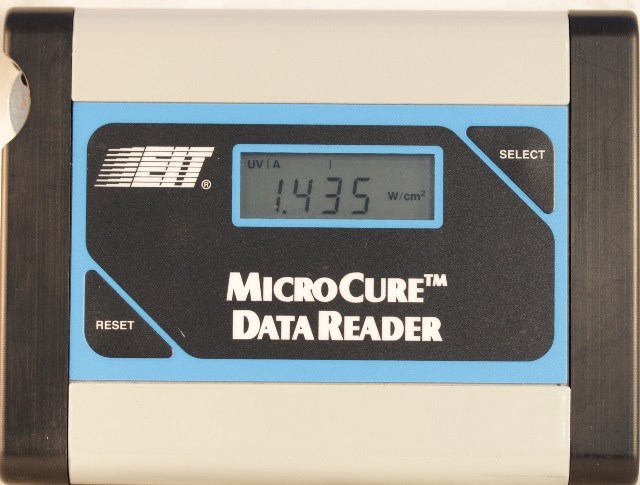 EIT®
UV | A |
1.435 W/cm²
SELECT
MICROCURE™
DATA READER
RESET